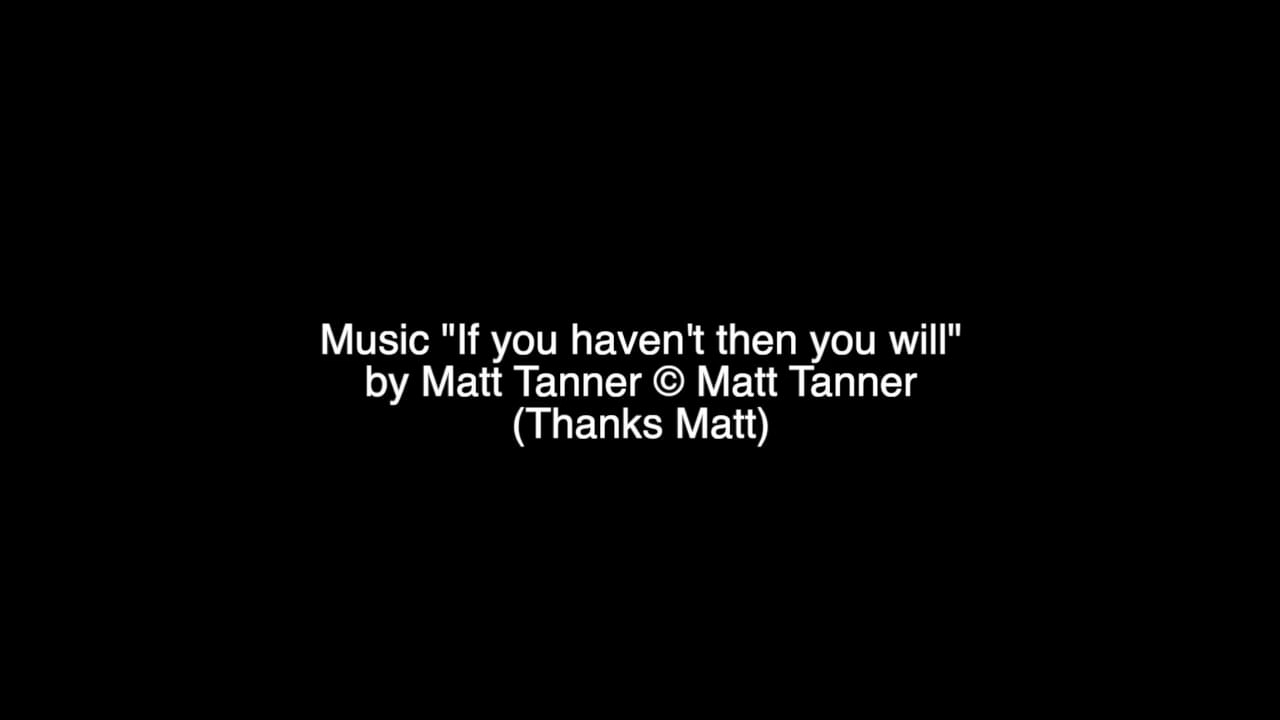 Music "If you haven't then you will"
by Matt Tanner © Matt Tanner
(Thanks Matt)